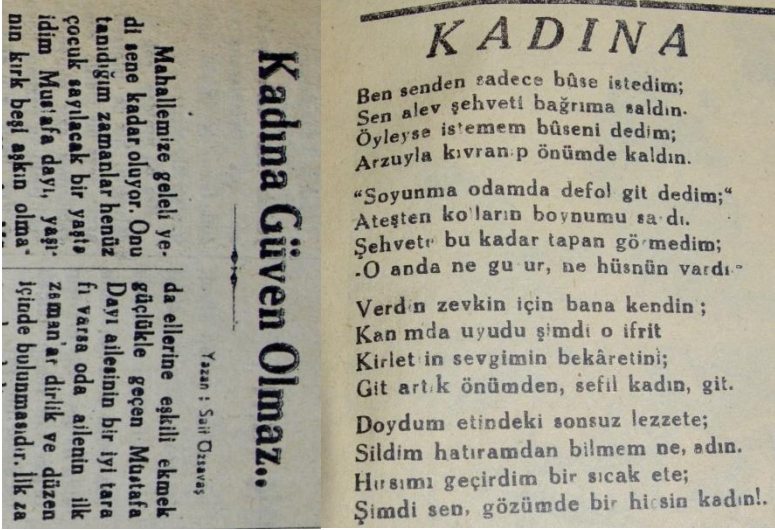 Kadına Güven Olmaz..
Yazan : Sait Özsavaş
Mahallemize geleli ye-
di sene kadar oluyor. Onu
tanıdığım zamanlar henüz
çocuk sayılacak bir yaşta
idim Mustafa dayı, yaşı-
nın kırk beşi aşkın olma-
da ellerine eşkili ekmek
güçlükle geçen Mustafa
Dayı ailesinin bir iyi tara
fı varsa oda ailenin ilk
zaman'ar dirlik ve düzen
içinde bulunmasıdır. İlk za
KADINA
Ben senden sadece bûse istedim;
Sen alev şehveti bağrıma saldın.
Öyleyse istemem bûseni dedim;
Arzuyla kıvranıp önümde kaldın.
"Soyunma odamda defol git dedim;"
Ateşten kolların boynumu sardı.
Şehvete bu kadar tapan görmedim;
-O anda ne gurur, ne hüsnün vardı-
Verdin zevkin için bana kendin ;
Kanımda uyudu şimdi o ifrit
Kirlettin sevgimin bekâretini;
Git artık önümden, sefil kadın, git.
Doydum etindeki sonsuz lezzete;
Sildim hatıramdan bilmem ne, adın.
Hırsımı geçirdim bir sıcak ete;
Şimdi sen, gözümde bir hiçsin kadın!.